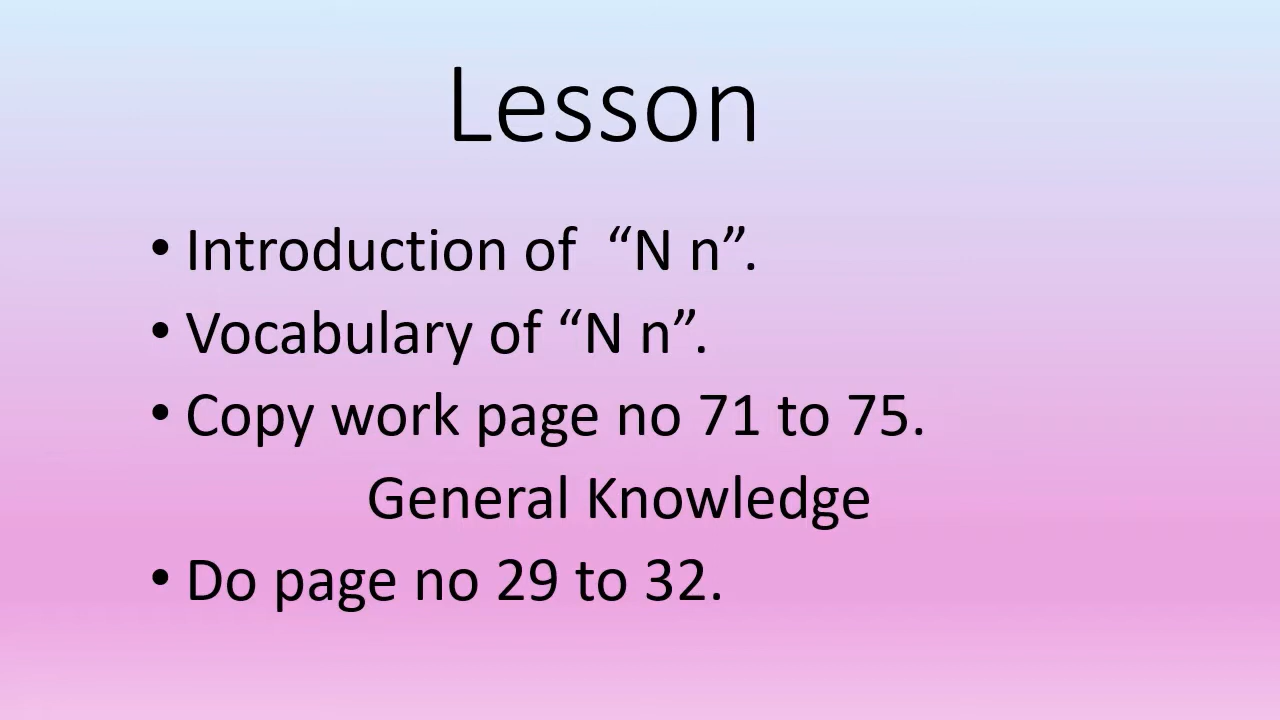 Lesson
• Introduction of  “N n”.
• Vocabulary of “N n”.
• Copy work page no 71 to 75.
General Knowledge
• Do page no 29 to 32.